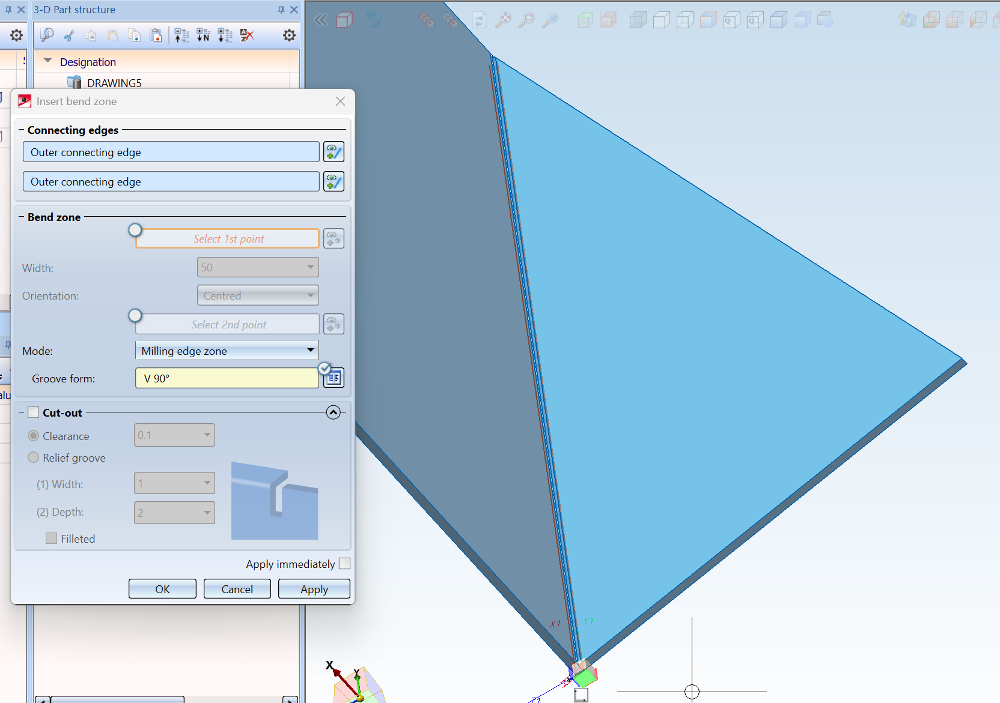 3-D Part structure
Designation
DRAWING5
Insert bend zone
Connecting edges
Outer connecting edge
Outer connecting edge
Bend zone
Select 1st point
Width:
50
Orientation:
Centred
Select 2nd point
Mode:
Milling edge zone
Groove form:
V 90°
Cut-out
Clearance
0.1
Relief groove
(1) Width:
1
(2) Depth:
2
Filleted
Apply immediately
OK
Cancel
Apply
X1
Y1
X
Y
Z1